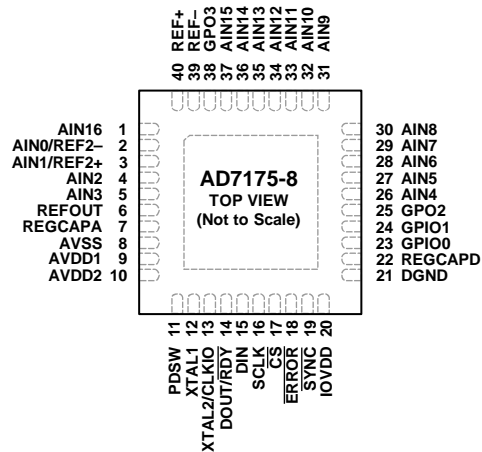 40 REF+
39 REF–
38 GPO3
37 AIN15
36 AIN14
35 AIN13
34 AIN12
33 AIN11
32 AIN10
31 AIN9
AIN16 1
AIN0/REF2– 2
AIN1/REF2+ 3
AIN2 4
AIN3 5
REFOUT 6
REGCAPA 7
AVSS 8
AVDD1 9
AVDD2 10
AD7175-8
TOP VIEW
(Not to Scale)
30 AIN8
29 AIN7
28 AIN6
27 AIN5
26 AIN4
25 GPO2
24 GPIO1
23 GPIO0
22 REGCAPD
21 DGND
PDSW 11
XTAL1 12
XTAL2/CLKIO 13
DOUT/RDY 14
DIN 15
SCLK 16
CS 17
ERROR 18
SYNC 19
IOVDD 20